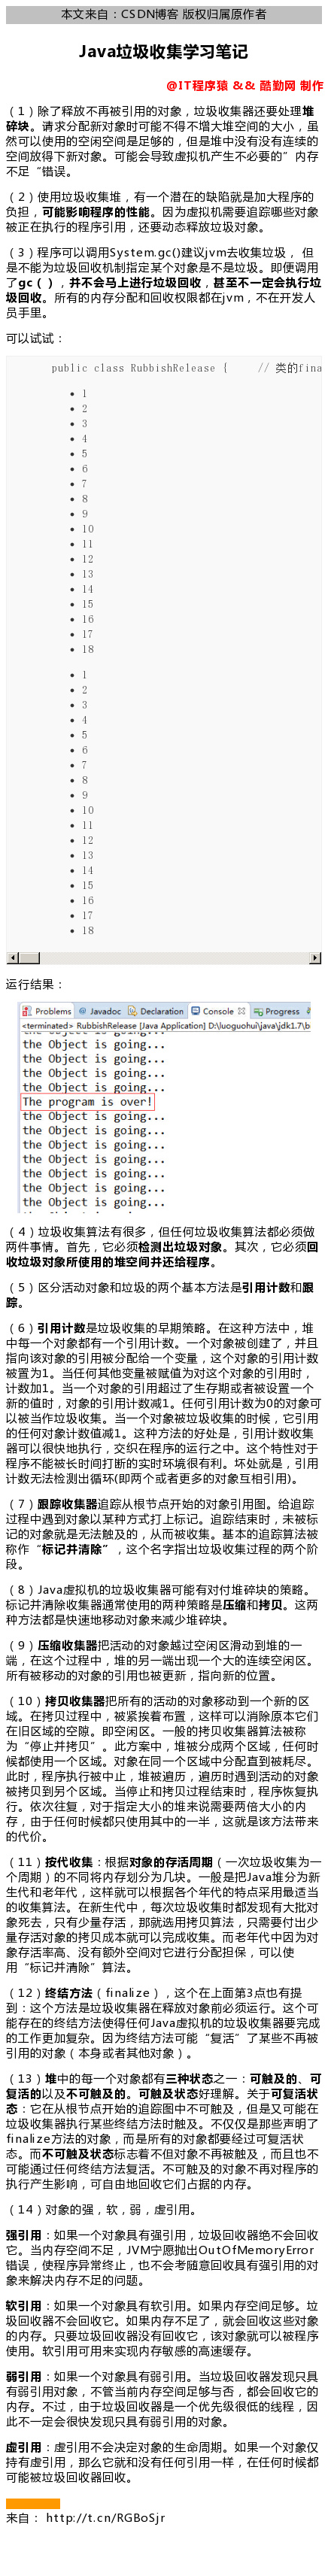 本文来自：CSDN博客 版权归属原作者
Java垃圾收集学习笔记
@IT程序猿 && 酷勤网 制作
（1）除了释放不再被引用的对象，垃圾收集器还要处理堆
碎块。请求分配新对象时可能不得不增大堆空间的大小，虽
然可以使用的空闲空间是足够的，但是堆中没有没有连续的
空间放得下新对象。可能会导致虚拟机产生不必要的”内存
不足“错误。
（2）使用垃圾收集堆，有一个潜在的缺陷就是加大程序的
负担，可能影响程序的性能。因为虚拟机需要追踪哪些对象
被正在执行的程序引用，还要动态释放垃圾对象。
（3）程序可以调用System.gc()建议jvm去收集垃圾， 但
是不能为垃圾回收机制指定某个对象是不是垃圾。即便调用
了gc（），并不会马上进行垃圾回收，甚至不一定会执行垃
圾回收。所有的内存分配和回收权限都在jvm，不在开发人
员手里。
可以试试：
public class RubbishRelease {     // 类的fina
• 1
• 2
• 3
• 4
• 5
• 6
• 7
• 8
• 9
• 10
• 11
• 12
• 13
• 14
• 15
• 16
• 17
• 18
• 1
• 2
• 3
• 4
• 5
• 6
• 7
• 8
• 9
• 10
• 11
• 12
• 13
• 14
• 15
• 16
• 17
• 18
运行结果：
Problems @ Javadoc Declaration Console Progress
<terminated> RubbishRelease [Java Application] D:\luoguohui\java\jdk1.7\b
the Object is going...
the Object is going...
the Object is going...
the Object is going...
the Object is going...
The program is over!
the Object is going...
the Object is going...
the Object is going...
the Object is going...
the Object is going...
the Object is going...
the Object is going...
（4）垃圾收集算法有很多，但任何垃圾收集算法都必须做
两件事情。首先，它必须检测出垃圾对象。其次，它必须回
收垃圾对象所使用的堆空间并还给程序。
（5）区分活动对象和垃圾的两个基本方法是引用计数和跟
踪。
（6）引用计数是垃圾收集的早期策略。在这种方法中，堆
中每一个对象都有一个引用计数。一个对象被创建了，并且
指向该对象的引用被分配给一个变量，这个对象的引用计数
被置为1。当任何其他变量被赋值为对这个对象的引用时，
计数加1。当一个对象的引用超过了生存期或者被设置一个
新的值时，对象的引用计数减1。任何引用计数为0的对象可
以被当作垃圾收集。当一个对象被垃圾收集的时候，它引用
的任何对象计数值减1。这种方法的好处是，引用计数收集
器可以很快地执行，交织在程序的运行之中。这个特性对于
程序不能被长时间打断的实时环境很有利。坏处就是，引用
计数无法检测出循环(即两个或者更多的对象互相引用)。
（7）跟踪收集器追踪从根节点开始的对象引用图。给追踪
过程中遇到对象以某种方式打上标记。追踪结束时，未被标
记的对象就是无法触及的，从而被收集。基本的追踪算法被
称作“标记并清除”，这个名字指出垃圾收集过程的两个阶
段。
（8）Java虚拟机的垃圾收集器可能有对付堆碎块的策略。
标记并清除收集器通常使用的两种策略是压缩和拷贝。这两
种方法都是快速地移动对象来减少堆碎块。
（9）压缩收集器把活动的对象越过空闲区滑动到堆的一
端，在这个过程中，堆的另一端出现一个大的连续空闲区。
所有被移动的对象的引用也被更新，指向新的位置。
（10）拷贝收集器把所有的活动的对象移动到一个新的区
域。在拷贝过程中，被紧挨着布置，这样可以消除原本它们
在旧区域的空隙。即空闲区。一般的拷贝收集器算法被称
为“停止并拷贝”。此方案中，堆被分成两个区域，任何时
候都使用一个区域。对象在同一个区域中分配直到被耗尽。
此时，程序执行被中止，堆被遍历，遍历时遇到活动的对象
被拷贝到另个区域。当停止和拷贝过程结束时，程序恢复执
行。依次往复，对于指定大小的堆来说需要两倍大小的内
存，由于任何时候都只使用其中的一半，这就是该方法带来
的代价。
（11）按代收集：根据对象的存活周期（一次垃圾收集为一
个周期）的不同将内存划分为几块。一般是把Java堆分为新
生代和老年代，这样就可以根据各个年代的特点采用最适当
的收集算法。在新生代中，每次垃圾收集时都发现有大批对
象死去，只有少量存活，那就选用拷贝算法，只需要付出少
量存活对象的拷贝成本就可以完成收集。而老年代中因为对
象存活率高、没有额外空间对它进行分配担保，可以使
用“标记并清除”算法。
（12）终结方法（finalize），这个在上面第3点也有提
到：这个方法是垃圾收集器在释放对象前必须运行。这个可
能存在的终结方法使得任何Java虚拟机的垃圾收集器要完成
的工作更加复杂。因为终结方法可能“复活”了某些不再被
引用的对象（本身或者其他对象）。
（13）堆中的每一个对象都有三种状态之一：可触及的、可
复活的以及不可触及的。可触及状态好理解。关于可复活状
态：它在从根节点开始的追踪图中不可触及，但是又可能在
垃圾收集器执行某些终结方法时触及。不仅仅是那些声明了
finalize方法的对象，而是所有的对象都要经过可复活状
态。而不可触及状态标志着不但对象不再被触及，而且也不
可能通过任何终结方法复活。不可触及的对象不再对程序的
执行产生影响，可自由地回收它们占据的内存。
（14）对象的强，软，弱，虚引用。
强引用：如果一个对象具有强引用，垃圾回收器绝不会回收
它。当内存空间不足，JVM宁愿抛出OutOfMemoryError
错误，使程序异常终止，也不会考随意回收具有强引用的对
象来解决内存不足的问题。
软引用：如果一个对象具有软引用。如果内存空间足够。垃
圾回收器不会回收它。如果内存不足了，就会回收这些对象
的内存。只要垃圾回收器没有回收它，该对象就可以被程序
使用。软引用可用来实现内存敏感的高速缓存。
弱引用：如果一个对象具有弱引用。当垃圾回收器发现只具
有弱引用对象，不管当前内存空间足够与否，都会回收它的
内存。不过，由于垃圾回收器是一个优先级很低的线程，因
此不一定会很快发现只具有弱引用的对象。
虚引用：虚引用不会决定对象的生命周期。如果一个对象仅
持有虚引用，那么它就和没有任何引用一样，在任何时候都
可能被垃圾回收器回收。
来自： http://t.cn/RGBoSjr